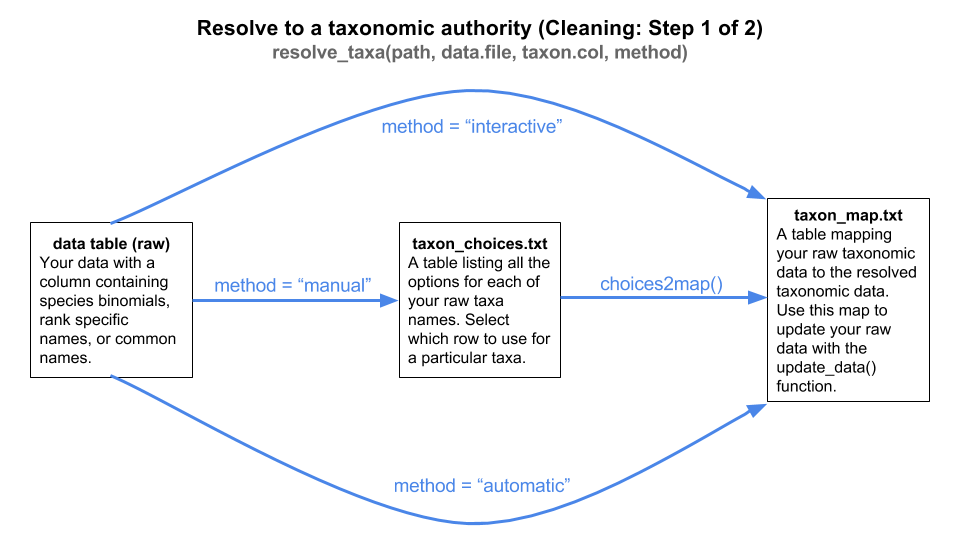 Resolve to a taxonomic authority (Cleaning: Step 1 of 2)
resolve_taxa(path, data.file, taxon.col, method)
method = “interactive”
data table (raw)
Your data with a
column containing
species binomials,
rank specific
names, or common
names.
method = “manual”
taxon_choices.txt
A table listing all the
options for each of
your raw taxa
names. Select
which row to use for
a particular taxa.
choices2map()
taxon_map.txt
A table mapping
your raw taxonomic
data to the resolved
taxonomic data.
Use this map to
update your raw
data with the
update_data()
function.
method = “automatic”